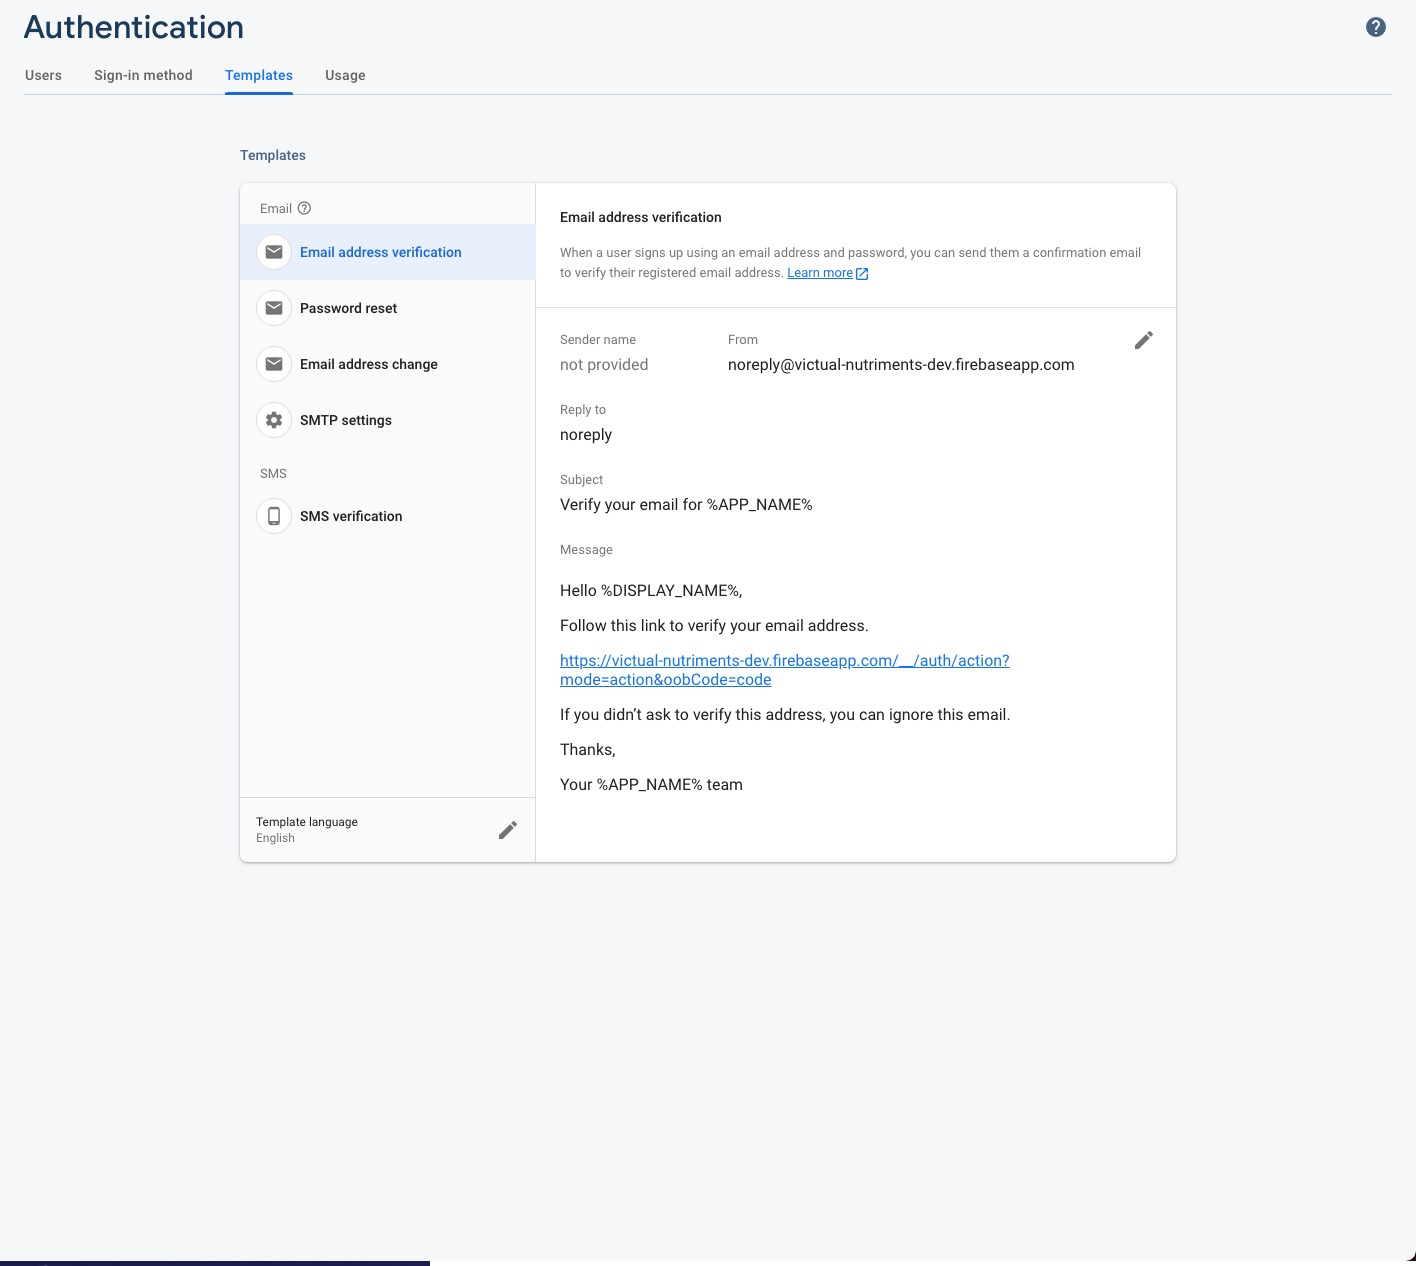 Authentication
Users
Sign-in method
Templates
Usage
Templates
Email
Email address verification
Password reset
Email address change
SMTP settings
SMS
SMS verification
Template language
English
Email address verification
When a user signs up using an email address and password, you can send them a confirmation email
to verify their registered email address. Learn more
Sender name
not provided
From
noreply@victual-nutriments-dev.firebaseapp.com
Reply to
noreply
Subject
Verify your email for %APP_NAME%
Message
Hello %DISPLAY_NAME%,
Follow this link to verify your email address.
https://victual-nutriments-dev.firebaseapp.com/__/auth/action?
mode=action&oobCode=code
If you didn’t ask to verify this address, you can ignore this email.
Thanks,
Your %APP_NAME% team